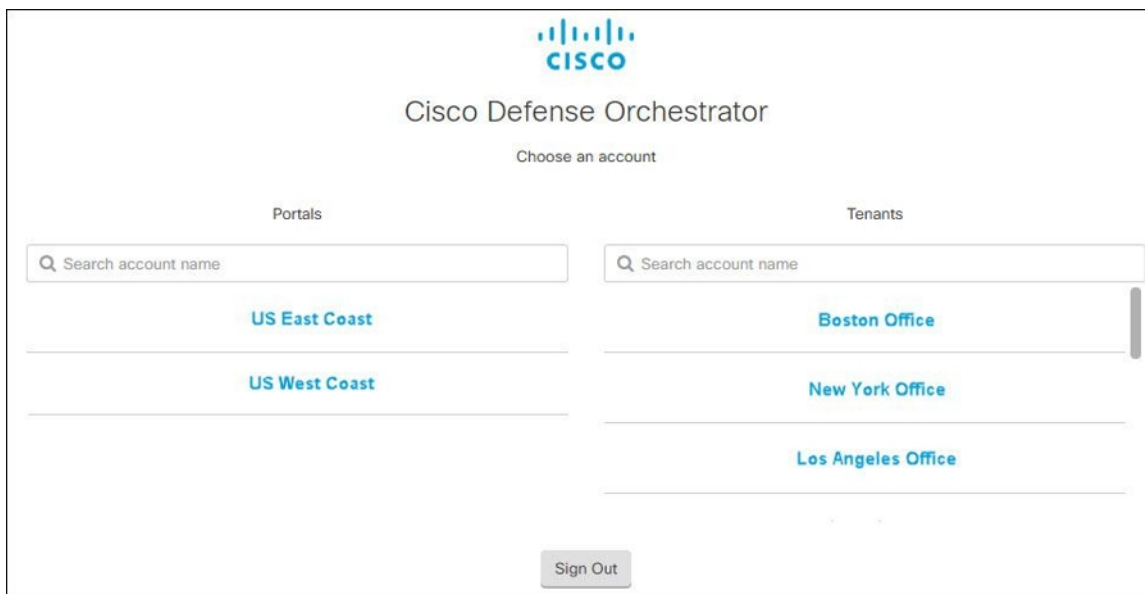 CISCO
Cisco Defense Orchestrator
Choose an account
Portals
Search account name
US East Coast
US West Coast
Tenants
Search account name
Boston Office
New York Office
Los Angeles Office
Sign Out